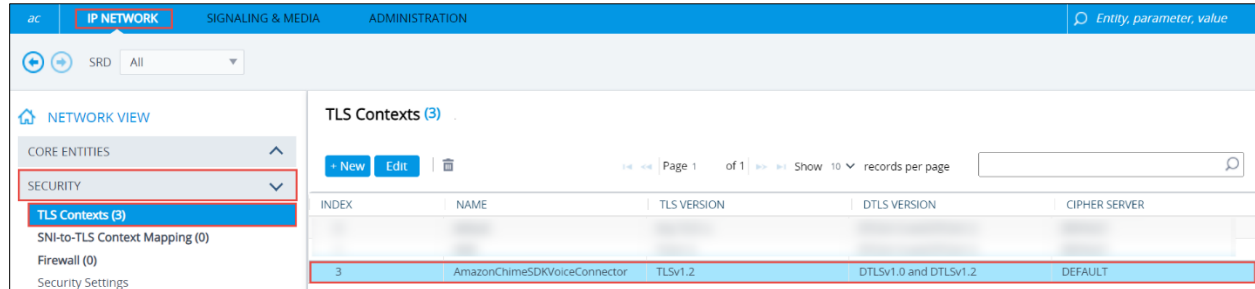 ac IP NETWORK SIGNALING & MEDIA ADMINISTRATION Entity, parameter, value
SRD All
NETWORK VIEW
TLS Contexts (3)
CORE ENTITIES
+ New Edit Page 1 of 1 Show 10 records per page
SECURITY
INDEX NAME TLS VERSION DTLS VERSION CIPHER SERVER
TLS Contexts (3)
SNI-to-TLS Context Mapping (0)
Firewall (0)
3 AmazonChimeSDKVoiceConnector TLSv1.2 DTLSv1.0 and DTLSv1.2 DEFAULT
Security Settings